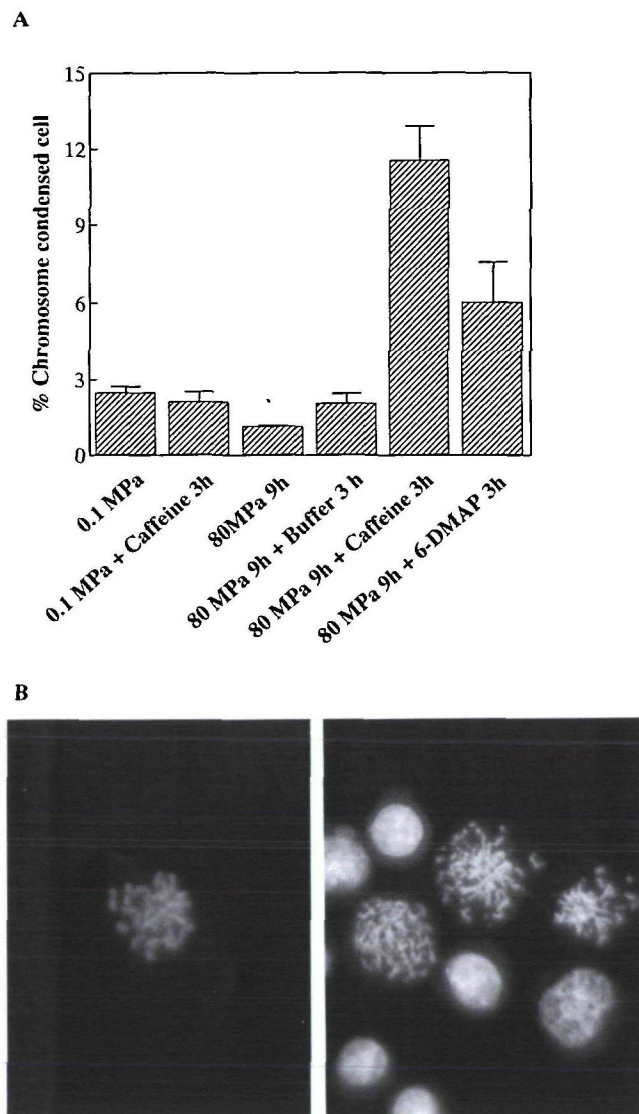 A
% Chromosome condensed cell
15
12
9
6
3
0
0.1 MPa
0.1 MPa + Caffeine 3h
80MPa 9h
80 MPa 9h + Buffer 3 h
80 MPa 9h + Caffeine 3h
80 MPa 9h + 6-DMAP 3h
B